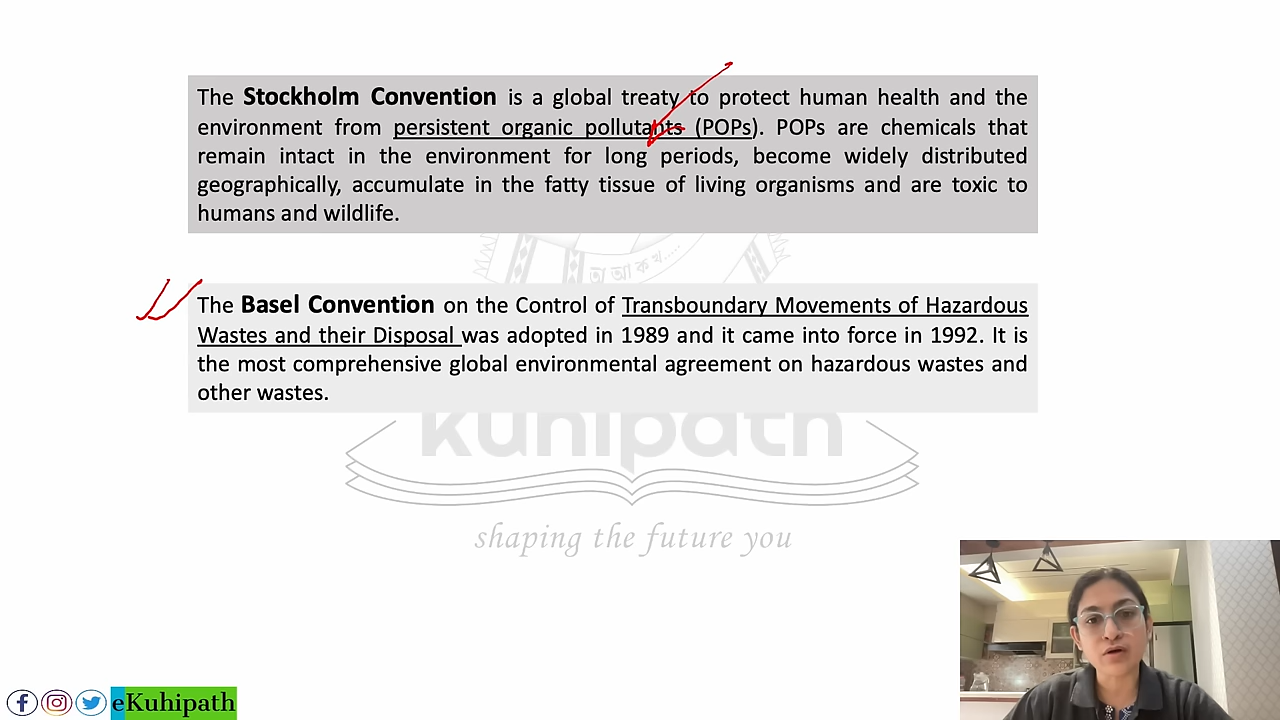 The Stockholm Convention is a global treaty to protect human health and the
environment from persistent organic pollutants (POPs). POPs are chemicals that
remain intact in the environment for long periods, become widely distributed
geographically, accumulate in the fatty tissue of living organisms and are toxic to
humans and wildlife.
অ আ ক খ.....
The Basel Convention on the Control of Transboundary Movements of Hazardous
Wastes and their Disposal was adopted in 1989 and it came into force in 1992. It is
the most comprehensive global environmental agreement on hazardous wastes and
other wastes.
Kuhipath
shaping the future you
eKuhipath